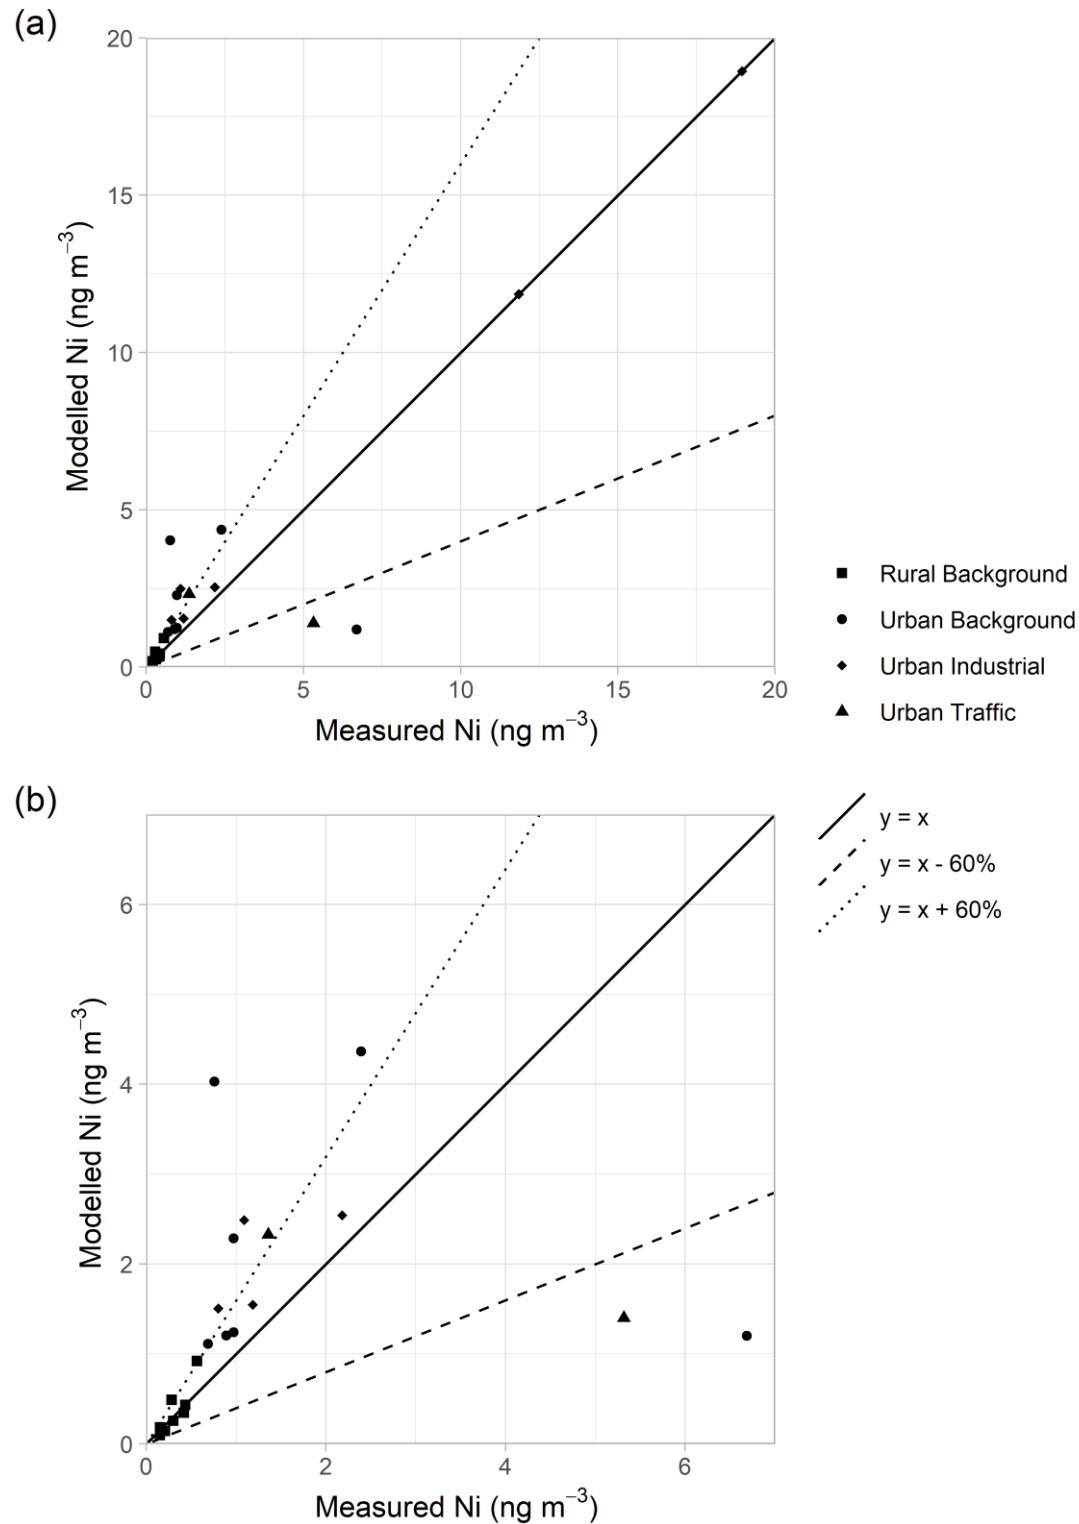 (a)
20
15
10
5
0
Modelled Ni (ng m⁻³)
0 5 10 15 20
Measured Ni (ng m⁻³)
Rural Background
Urban Background
Urban Industrial
Urban Traffic
(b)
y = x
y = x - 60%
y = x + 60%
6
4
2
0
Modelled Ni (ng m⁻³)
0 2 4 6
Measured Ni (ng m⁻³)